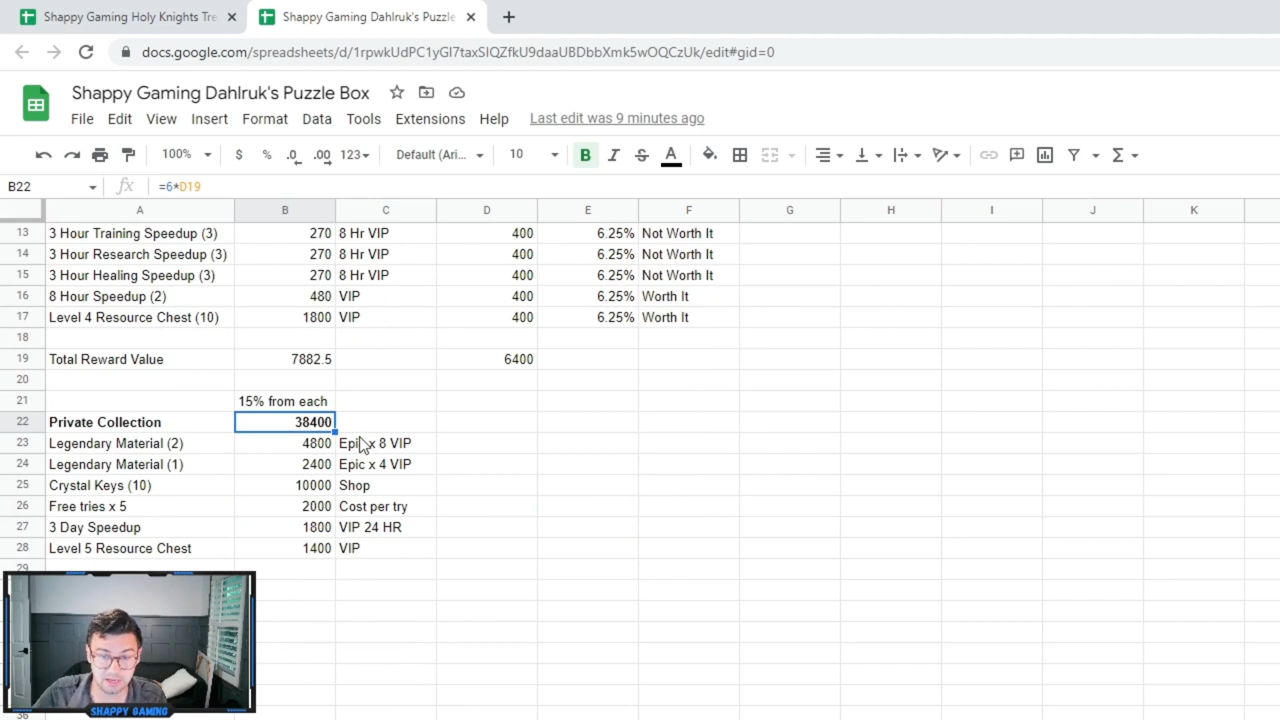 Shappy Gaming Holy Knights Tre
Shappy Gaming Dahlruk's Puzzle
docs.google.com/spreadsheets/d/1rpwkUdPC1yGl7taxSIQZfkU9daaUBDbbXmk5wOQCzUk/edit#gid=0
Shappy Gaming Dahlruk's Puzzle Box
File Edit View Insert Format Data Tools Extensions Help Last edit was 9 minutes ago
100% $ % .0 .00 123 Default (Ari... 10 B I S A
B22 fx =6*D19
A B C D E F G H I J K
13 3 Hour Training Speedup (3) 270 8 Hr VIP 400 6.25% Not Worth It
14 3 Hour Research Speedup (3) 270 8 Hr VIP 400 6.25% Not Worth It
15 3 Hour Healing Speedup (3) 270 8 Hr VIP 400 6.25% Not Worth It
16 8 Hour Speedup (2) 480 VIP 400 6.25% Worth It
17 Level 4 Resource Chest (10) 1800 VIP 400 6.25% Worth It
18
19 Total Reward Value 7882.5 6400
20
21 15% from each
22 Private Collection 38400
23 Legendary Material (2) 4800 Epic x 8 VIP
24 Legendary Material (1) 2400 Epic x 4 VIP
25 Crystal Keys (10) 10000 Shop
26 Free tries x 5 2000 Cost per try
27 3 Day Speedup 1800 VIP 24 HR
28 Level 5 Resource Chest 1400 VIP
29
SHAPPY GAMING
36